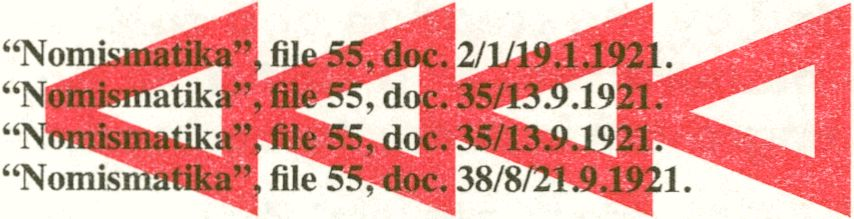 “Nomismatika”, file 55, doc. 2/1/19.1.1921.
“Nomismatika”, file 55, doc. 35/13.9.1921.
“Nomismatika”, file 55, doc. 35/13.9.1921.
“Nomismatika”, file 55, doc. 38/8/21.9.1921.